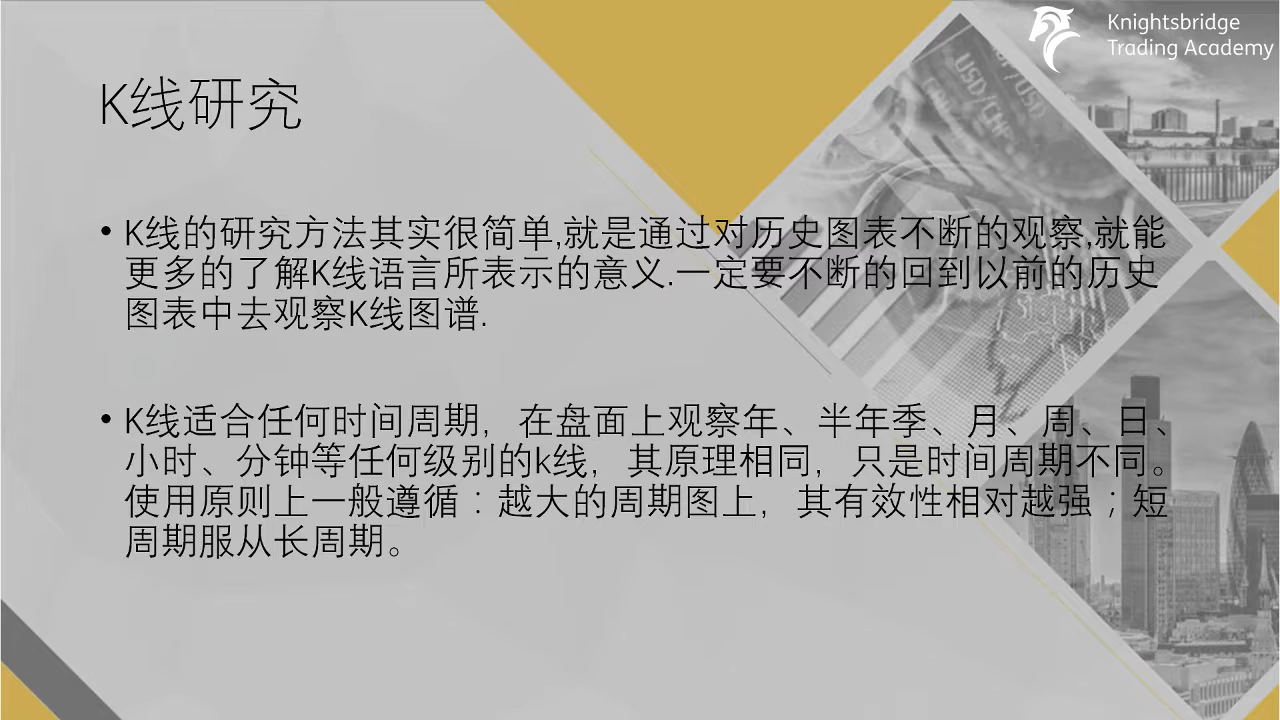 Knightsbridge
Trading Academy
K线研究
• K线的研究方法其实很简单,就是通过对历史图表不断的观察,就能
更多的了解K线语言所表示的意义.一定要不断的回到以前的历史
图表中去观察K线图谱.
• K线适合任何时间周期，在盘面上观察年、半年季、月、周、日、
小时、分钟等任何级别的k线，其原理相同，只是时间周期不同。
使用原则上一般遵循：越大的周期图上，其有效性相对越强；短
周期服从长周期。
USD/CHF